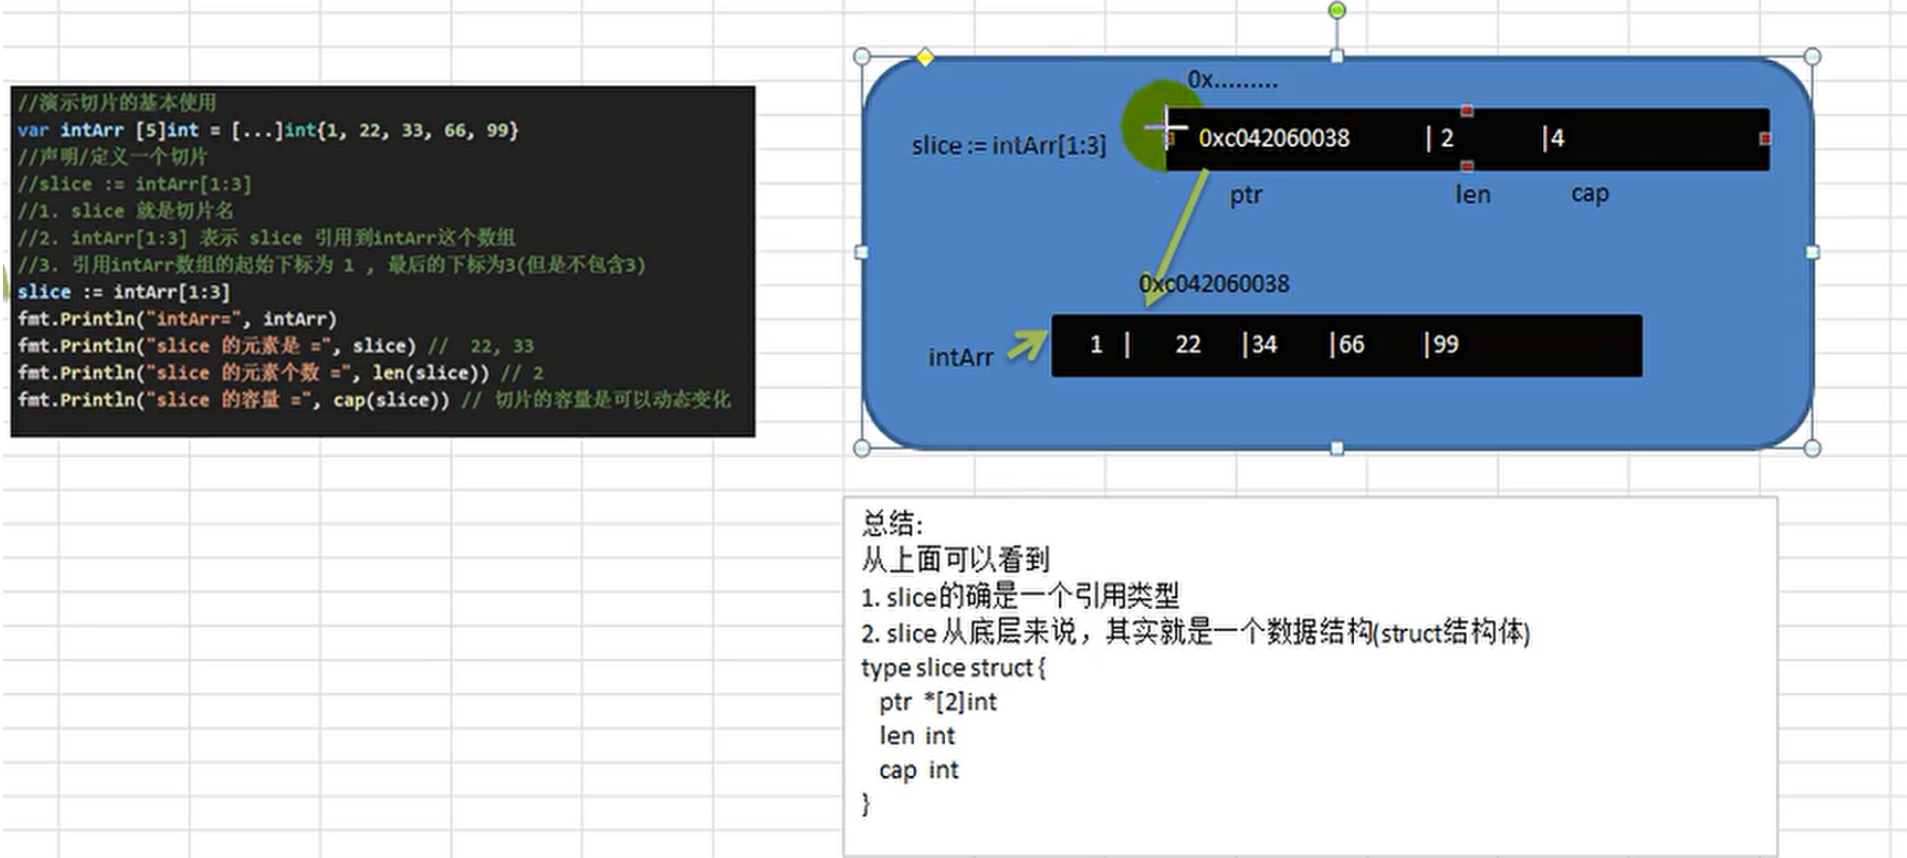 //演示切片的基本使用
var intArr [5]int = [...]int{1, 22, 33, 66, 99}
//声明/定义一个切片
//slice := intArr[1:3]
//1. slice 就是切片名
//2. intArr[1:3] 表示 slice 引用到intArr这个数组
//3. 引用intArr数组的起始下标为 1 , 最后的下标为3(但是不包含3)
slice := intArr[1:3]
fmt.Println("intArr=", intArr)
fmt.Println("slice 的元素是 =", slice) //  22, 33
fmt.Println("slice 的元素个数 =", len(slice)) // 2
fmt.Println("slice 的容量 =", cap(slice)) // 切片的容量是可以动态变化
0x.........
slice := intArr[1:3]
0xc042060038 | 2 |4
ptr len cap
0xc042060038
intArr
1 | 22 |34 |66 |99
总结:
从上面可以看到
1. slice的确是一个引用类型
2. slice 从底层来说，其实就是一个数据结构(struct结构体)
type slice struct {
ptr *[2]int
len int
cap int
}